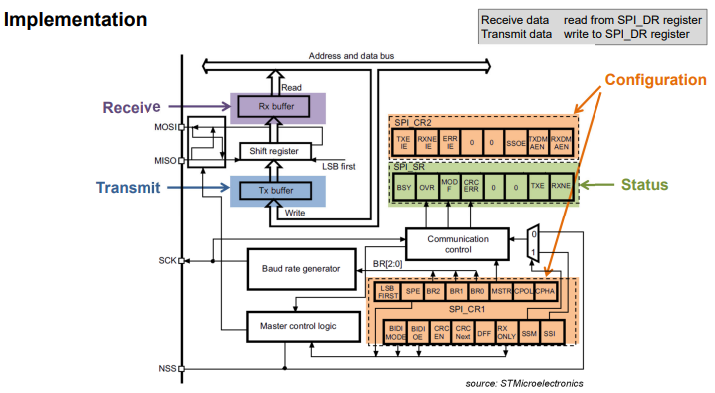 Implementation
Receive data read from SPI_DR register
Transmit data write to SPI_DR register
Address and data bus
Configuration
Read
Receive
Rx buffer
SPI_CR2
MOSI
TXE IE
RXNE IE
ERR IE
0
0
SSOE
TXDM AEN
RXDM AEN
Shift register
MISO
LSB first
SPI_SR
Transmit
Tx buffer
BSY
OVR
MOD F
CRC ERR
0
0
TXE
RXNE
Status
Write
Communication control
0
1
SCK
Baud rate generator
BR[2:0]
LSB FIRST
SPE
BR2
BR1
BR0
MSTR
CPOL
CPHA
SPI_CR1
Master control logic
BIDI MODE
BIDI OE
CRC EN
CRC Next
DFF
RX ONLY
SSM
SSI
NSS
source: STMicroelectronics